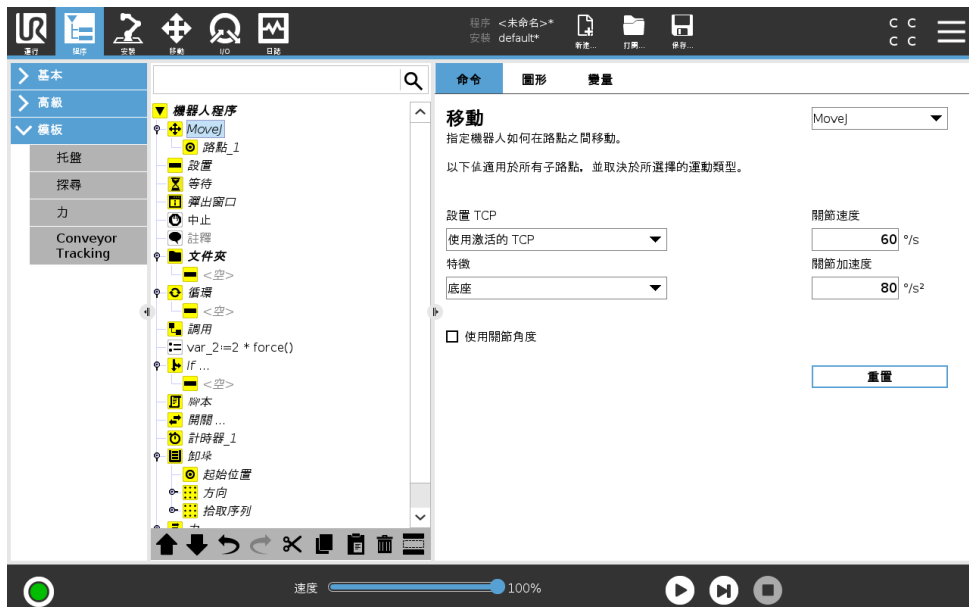 程序 <未命名>*
安裝 default*
運行
程序
安裝
移動
I/O
日誌
新建...
打開...
保存...
C C
C C
基本
高級
模板
托盤
探尋
力
Conveyor
Tracking
機器人程序
MoveJ
路點_1
設置
等待
彈出窗口
中止
註釋
文件夾
<空>
循環
<空>
調用
var_2:=2 * force()
If ...
<空>
腳本
開關 ...
計時器_1
卸垛
起始位置
方向
拾取序列
力
命令
圖形
變量
移動
MoveJ
指定機器人如何在路點之間移動。
以下值適用於所有子路點，並取決於所選擇的運動類型。
設置 TCP
關節速度
使用激活的 TCP
60 °/s
特徵
關節加速度
底座
80 °/s²
使用關節角度
重置
速度
100%